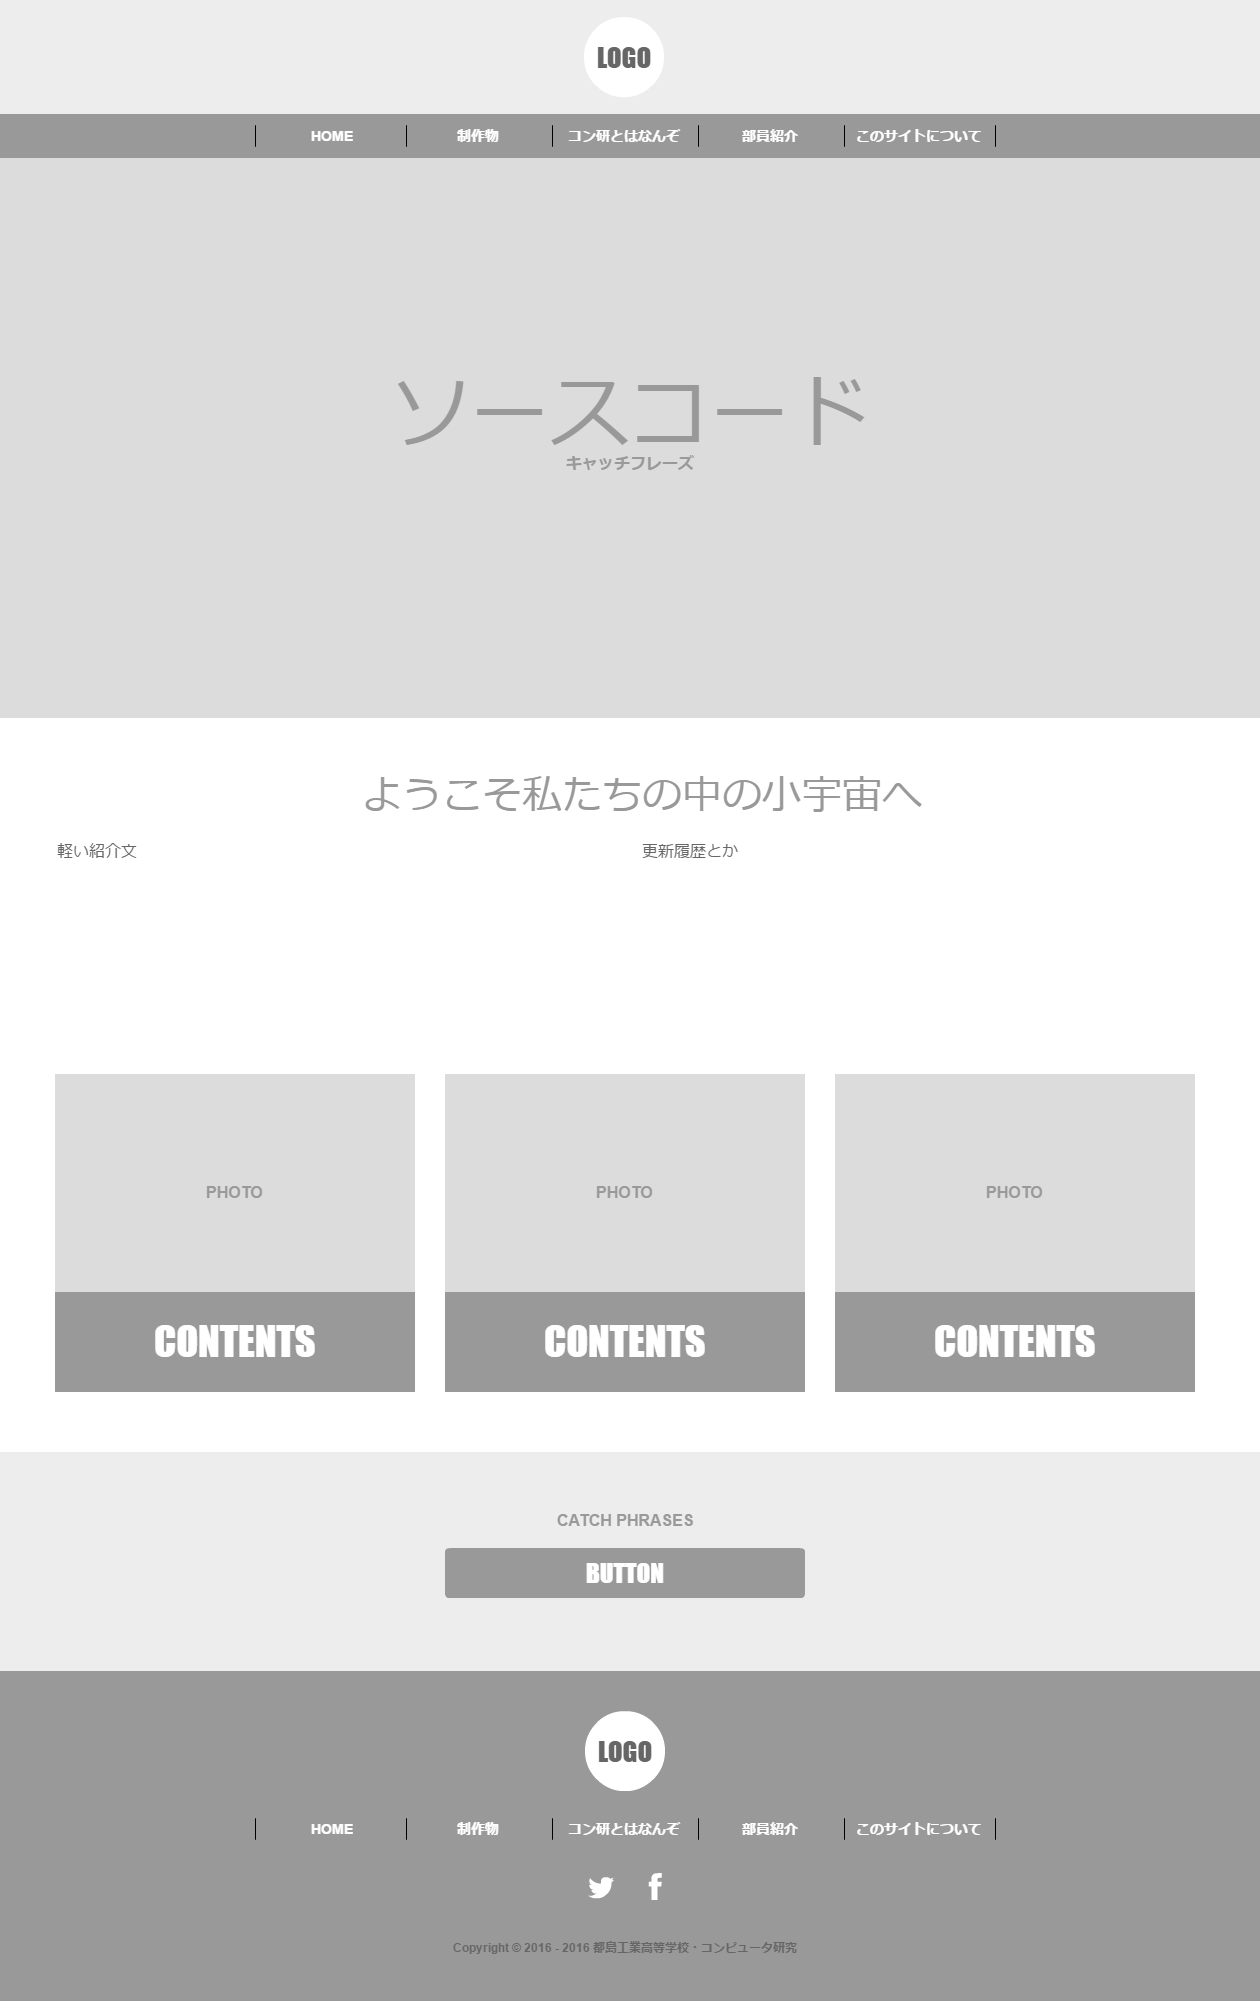 LOGO
HOME 制作物 コン研とはなんぞ 部員紹介 このサイトについて
ソースコード
キャッチフレーズ
ようこそ私たちの中の小宇宙へ
軽い紹介文 更新履歴とか
PHOTO PHOTO PHOTO
CONTENTS CONTENTS CONTENTS
CATCH PHRASES
BUTTON
LOGO
HOME 制作物 コン研とはなんぞ 部員紹介 このサイトについて
Copyright © 2016 - 2016 都島工業高等学校・コンピュータ研究